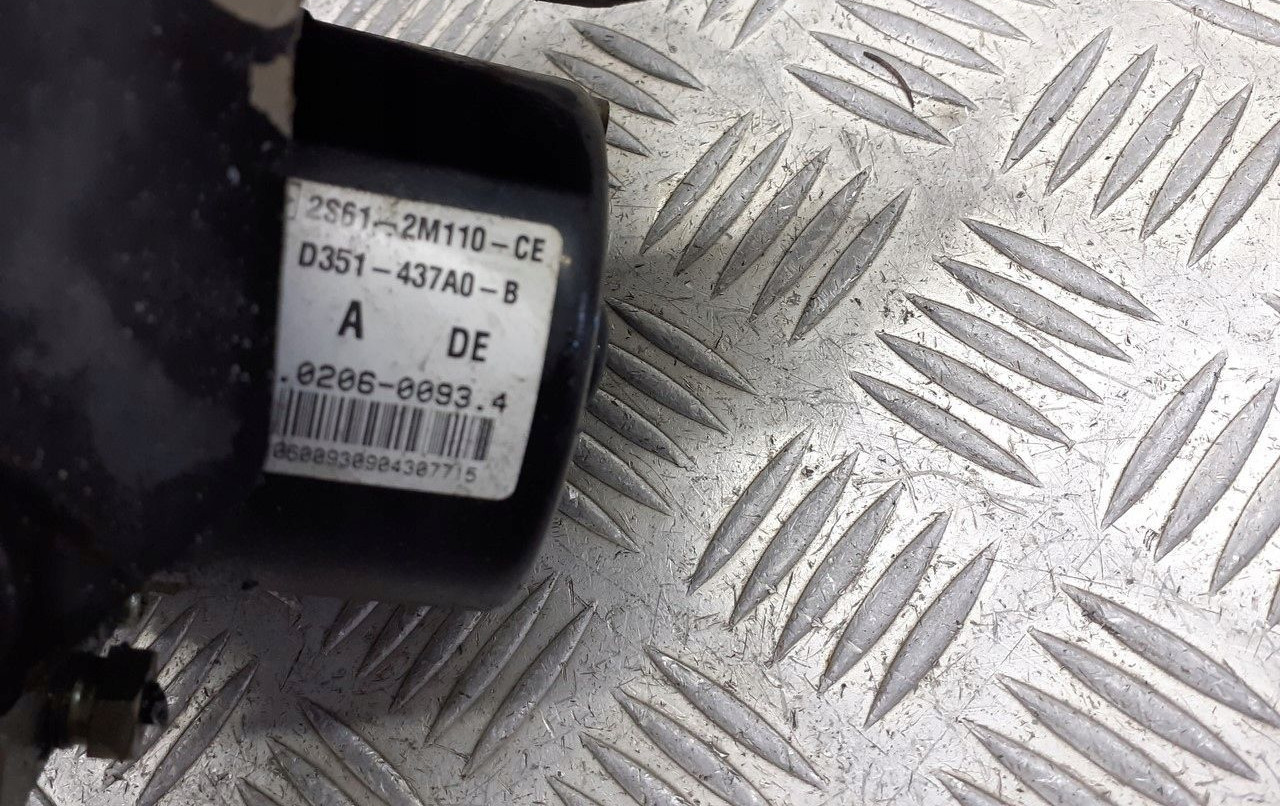 2S61-2M110-CE
D351-437A0-B
A DE
.0206-0093.4
0600930904307715